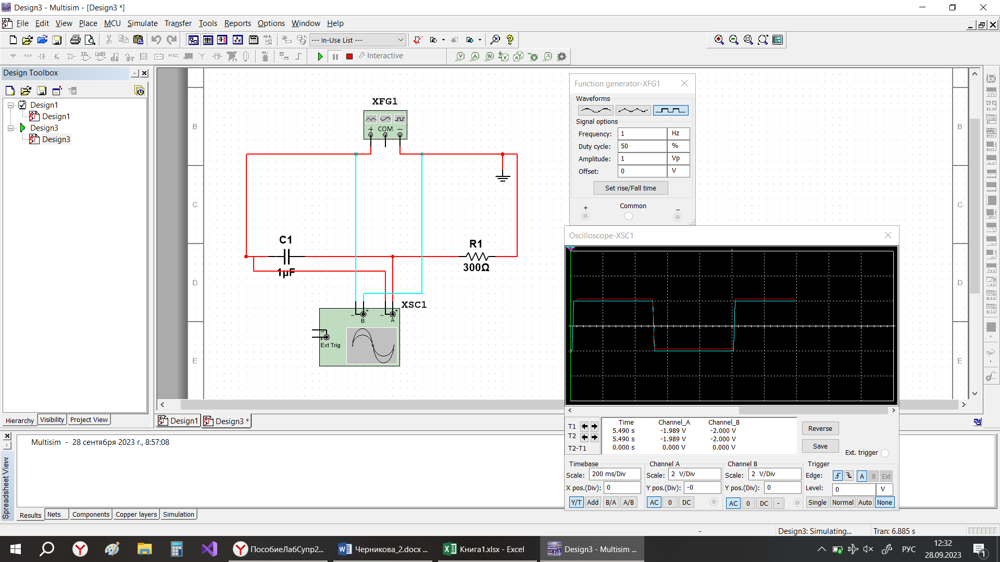 Design3 - Multisim - [Design3 *]
File Edit View Place MCU Simulate Transfer Tools Reports Options Window Help
--- In-Use List ---
MISC
Interactive
Design Toolbox
Design1
Design1
Design3
Design3
Hierarchy Visibility Project View
B
C
D
E
B
C
D
E
XFG1
+ COM −
C1
1µF
R1
300Ω
XSC1
B
A
Ext Trig
Design1 Design3 *
Function generator-XFG1
Waveforms
Signal options
Frequency: 1 Hz
Duty cycle: 50 %
Amplitude: 1 Vp
Offset: 0 V
Set rise/Fall time
+ Common −
Oscilloscope-XSC1
Time Channel_A Channel_B
T1 5.490 s -1.989 V -2.000 V
T2 5.490 s -1.989 V -2.000 V
T2-T1 0.000 s 0.000 V 0.000 V
Reverse
Save
Ext. trigger
Timebase
Scale: 200 ms/Div
X pos.(Div): 0
Y/T Add B/A A/B
Channel A
Scale: 2 V/Div
Y pos.(Div): -0
AC 0 DC
Channel B
Scale: 2 V/Div
Y pos.(Div): 0
AC 0 DC -
Trigger
Edge: A B Ext
Level: 0 V
Single Normal Auto None
Spreadsheet View
Multisim - 28 сентября 2023 г., 8:57:08
Results Nets Components Copper layers Simulation
- Design3: Simulating... Tran: 6.885 s
ПособиеЛабСупр2...
Черникова_2.docx ...
Книга1.xlsx - Excel
Design3 - Multisim ...
РУС
12:32
28.09.2023
1